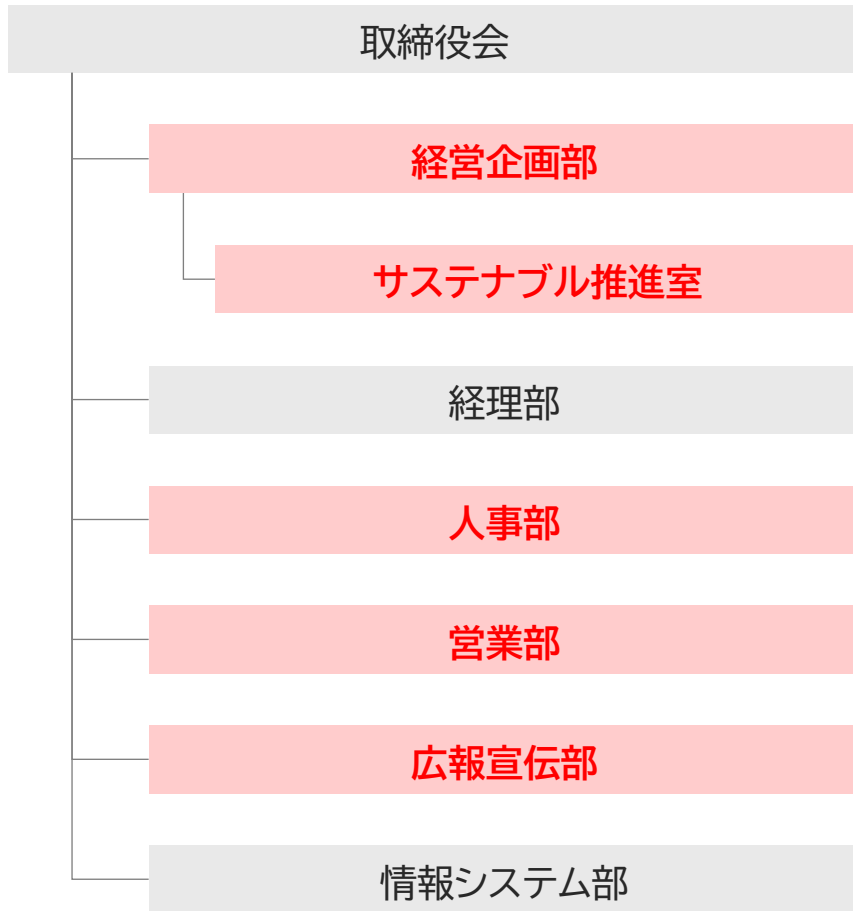 取締役会
経営企画部
サステナブル推進室
経理部
人事部
営業部
広報宣伝部
情報システム部